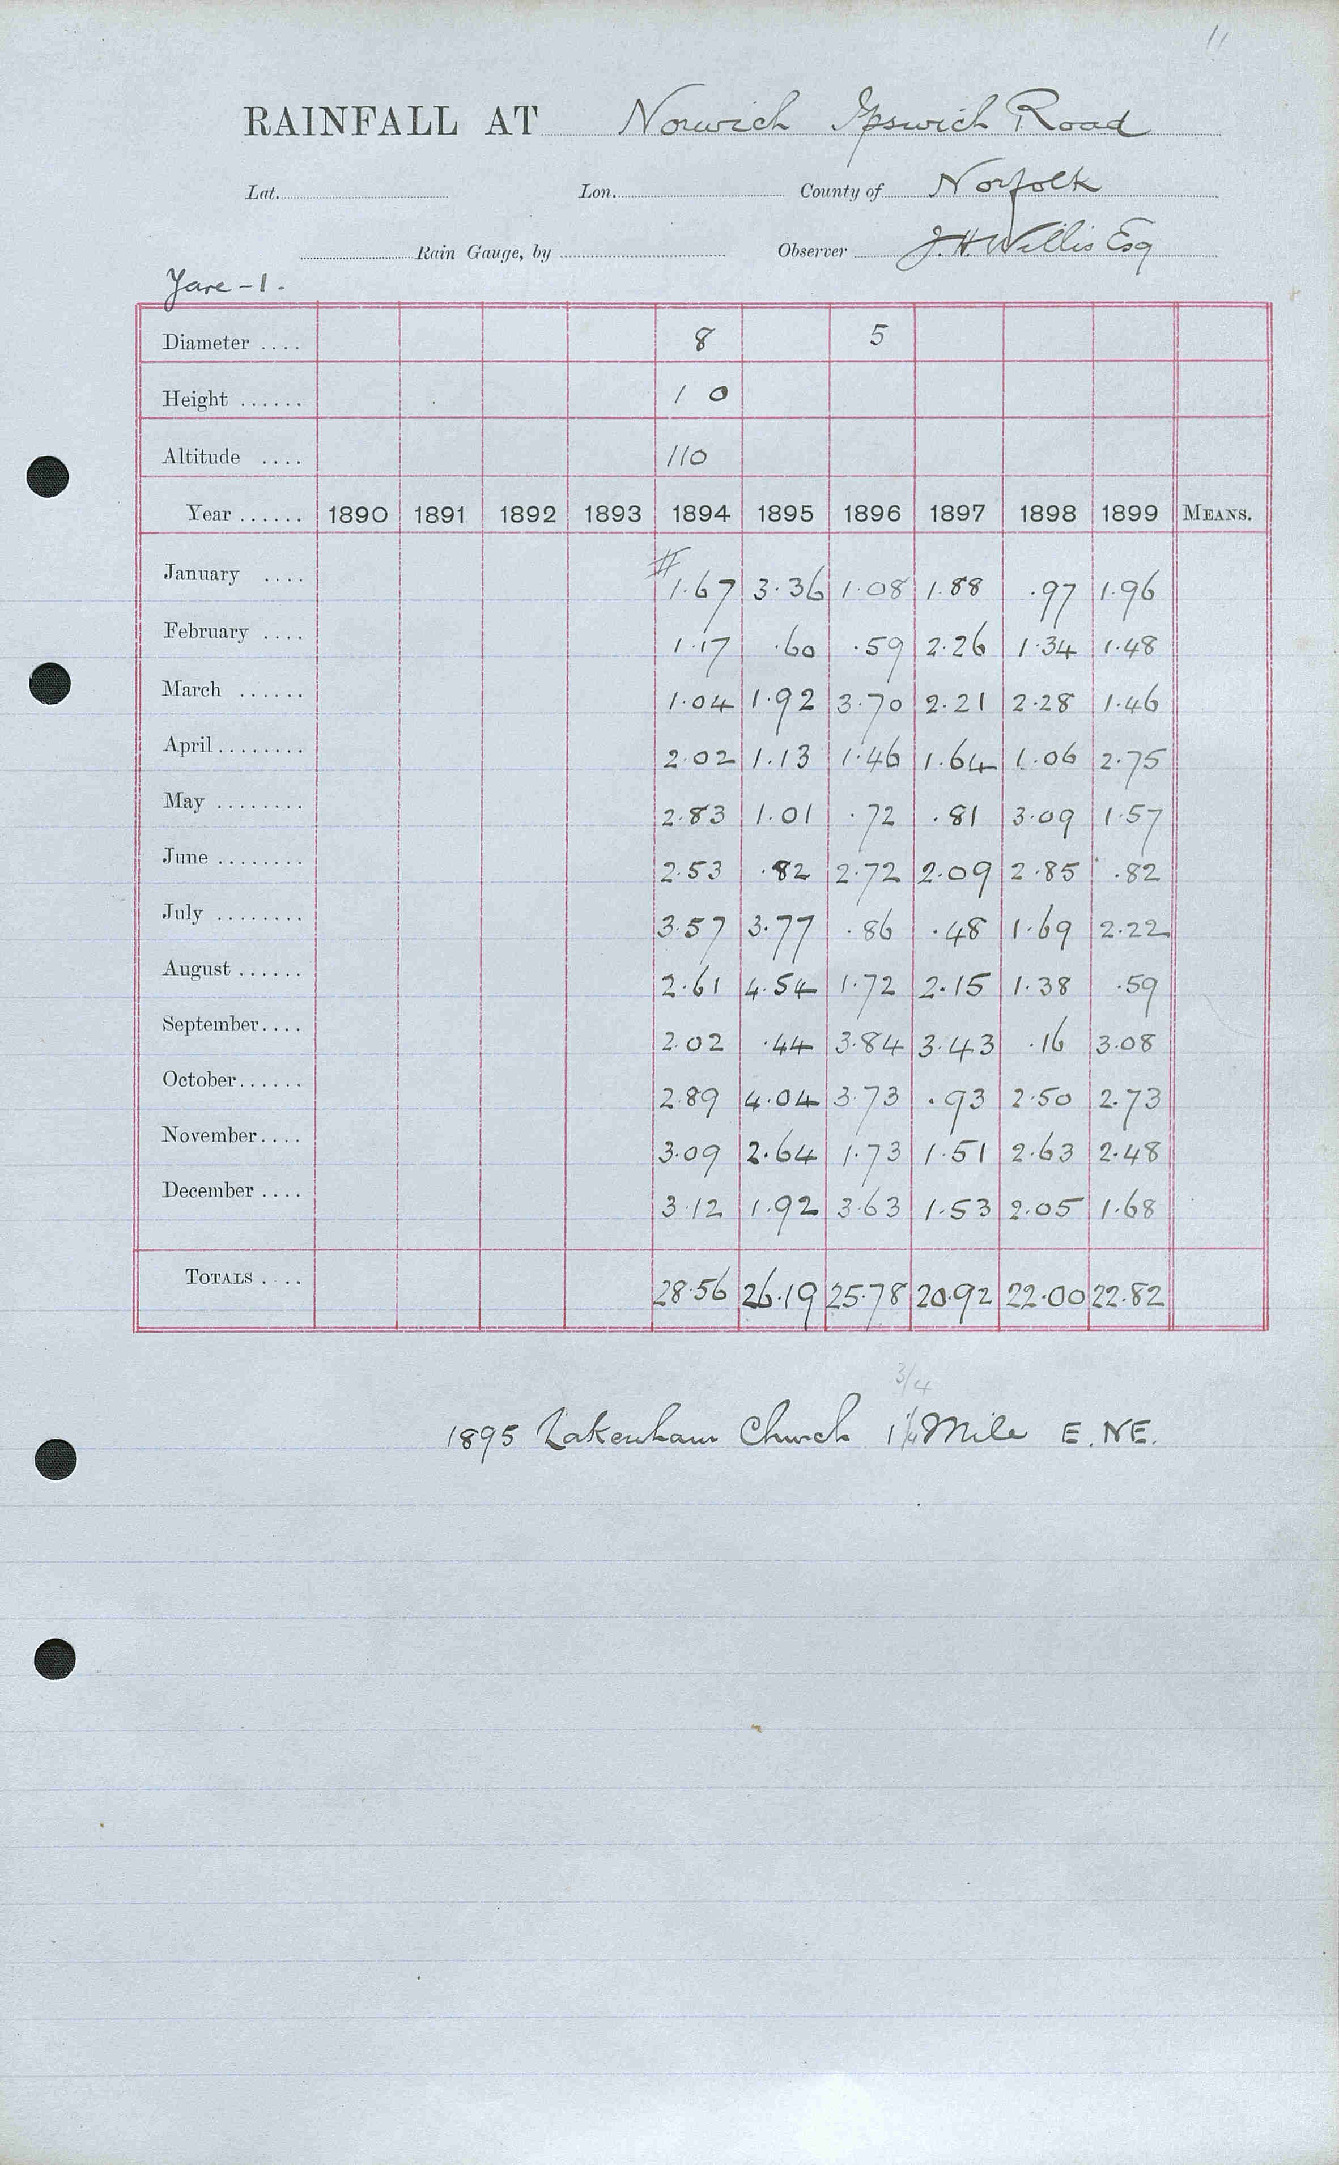 11
RAINFALL AT Norwich Ipswich Road
Lat. Lon. County of Norfolk
Rain Gauge, by Observer J. H. Willis Esq
Yare - 1.
Diameter .... 8 5
Height ...... 1 0
Altitude .... 110
Year ...... 1890 1891 1892 1893 1894 1895 1896 1897 1898 1899 MEANS.
January .... # 1.67 3.36 1.08 1.88 .97 1.96
February .... 1.17 .60 .59 2.26 1.34 1.48
March ...... 1.04 1.92 3.70 2.21 2.28 1.46
April ........ 2.02 1.13 1.46 1.64 1.06 2.75
May ........ 2.83 1.01 .72 .81 3.09 1.57
June ........ 2.53 .82 2.72 2.09 2.85 .82
July ........ 3.57 3.77 .86 .48 1.69 2.22
August ...... 2.61 4.54 1.72 2.15 1.38 .59
September .... 2.02 .44 3.84 3.43 .16 3.08
October ...... 2.89 4.04 3.73 .93 2.50 2.73
November .... 3.09 2.64 1.73 1.51 2.63 2.48
December .... 3.12 1.92 3.63 1.53 2.05 1.68
TOTALS .... 28.56 26.19 25.78 20.92 22.00 22.82
3/4
1895 Lakenham Church 1 1/4 Mile E. NE.